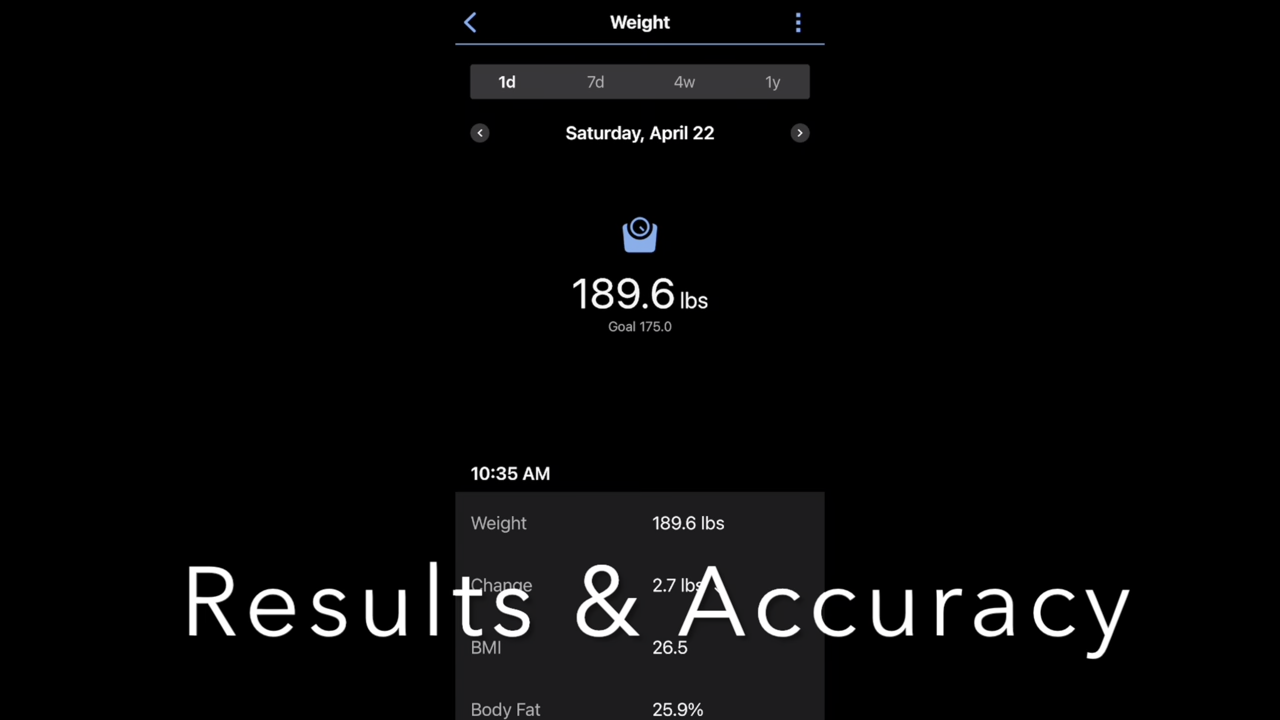 Weight
1d 7d 4w 1y
Saturday, April 22
189.6 lbs
Goal 175.0
10:35 AM
Weight 189.6 lbs
Change 2.7 lbs
Results & Accuracy
BMI 26.5
Body Fat 25.9%